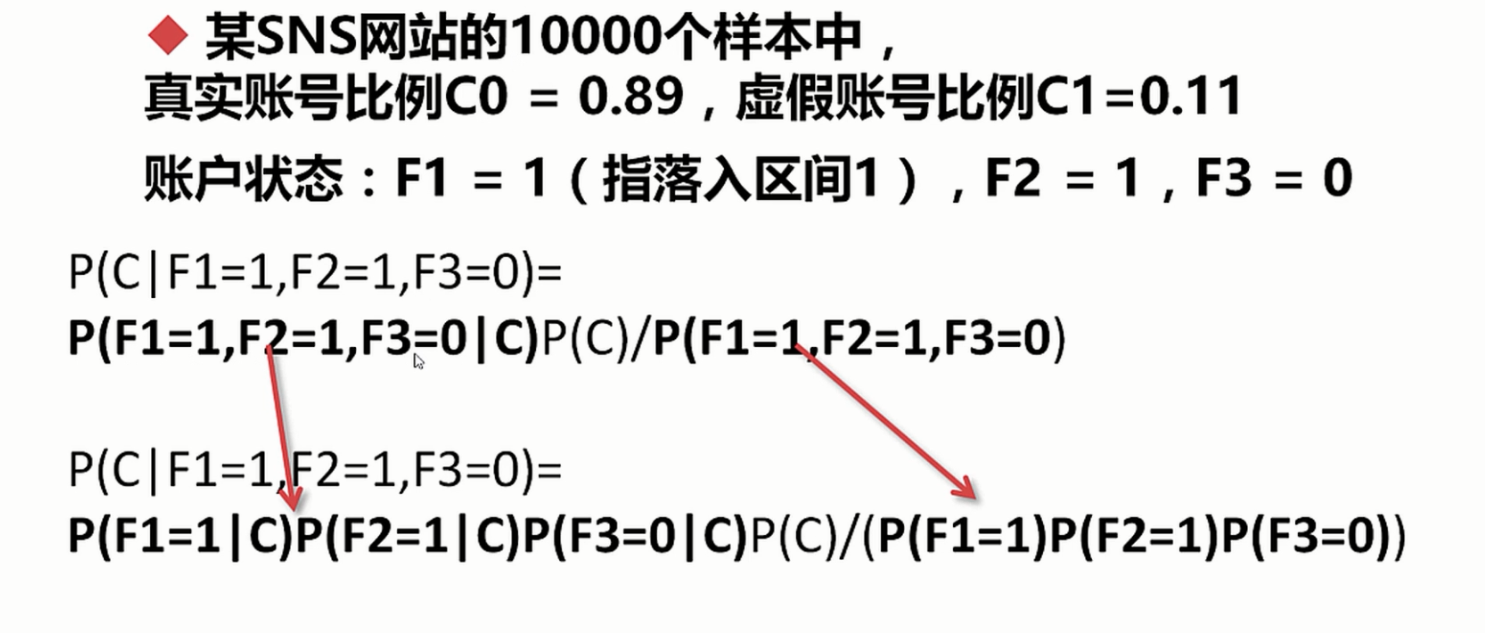 某SNS网站的10000个样本中，
真实账号比例C0 = 0.89，虚假账号比例C1=0.11
账户状态：F1 = 1（指落入区间1），F2 = 1，F3 = 0
P(C|F1=1,F2=1,F3=0)=
P(F1=1,F2=1,F3=0|C)P(C)/P(F1=1,F2=1,F3=0)
P(C|F1=1,F2=1,F3=0)=
P(F1=1|C)P(F2=1|C)P(F3=0|C)P(C)/(P(F1=1)P(F2=1)P(F3=0))